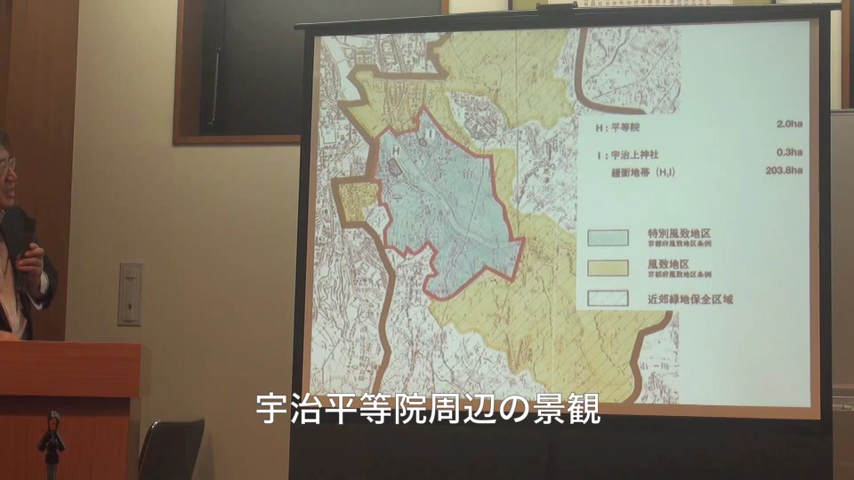 H：平等院 2.0ha
I：宇治上神社 0.3ha
緩衝地帯（H,I） 203.8ha
特別風致地区
京都府風致地区条例
風致地区
京都府風致地区条例
近郊緑地保全区域
H
I
宇治平等院周辺の景観